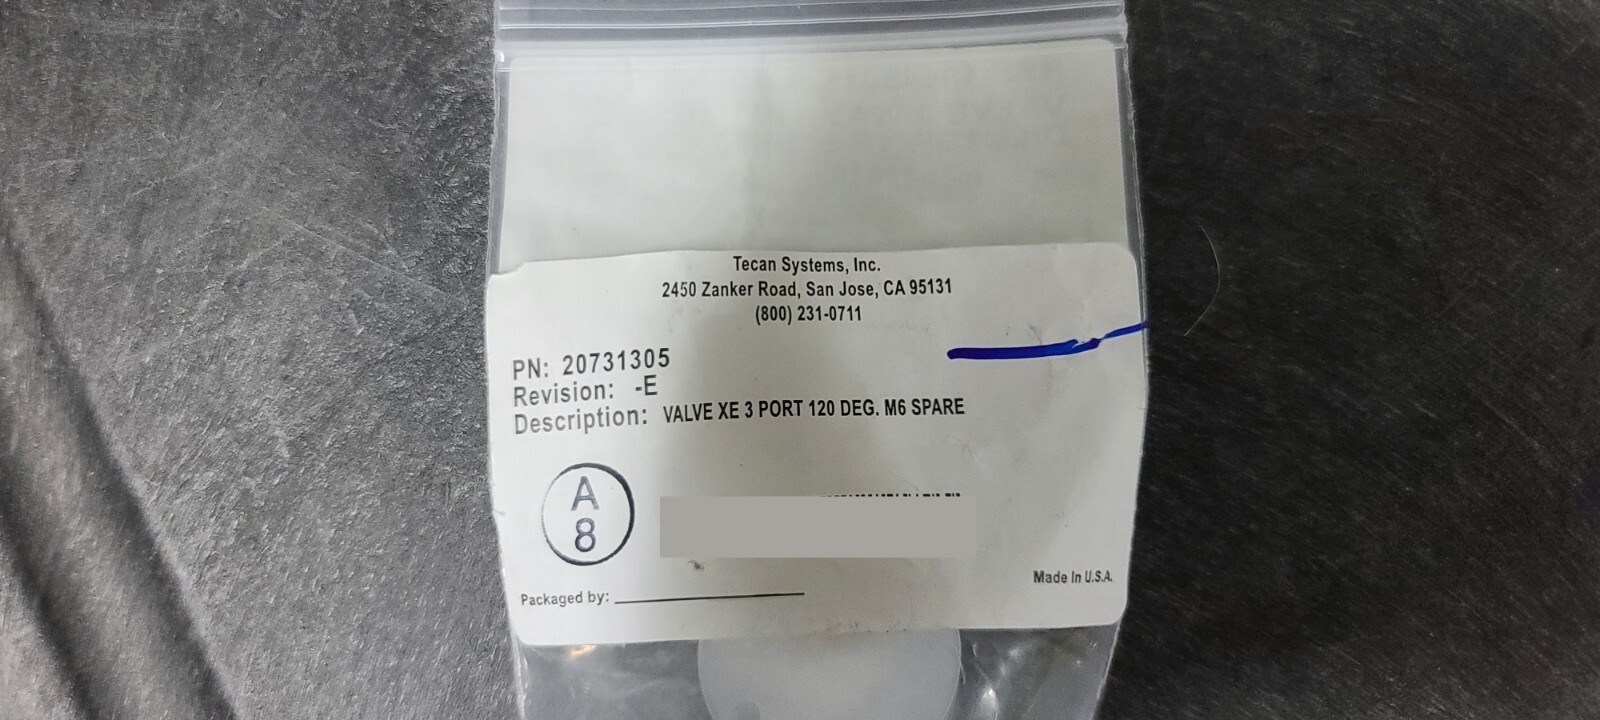 Tecan Systems, Inc.
2450 Zanker Road, San Jose, CA 95131
(800) 231-0711
PN: 20731305
Revision: -E
Description: VALVE XE 3 PORT 120 DEG. M6 SPARE
A
8
Packaged by:
Made In U.S.A.